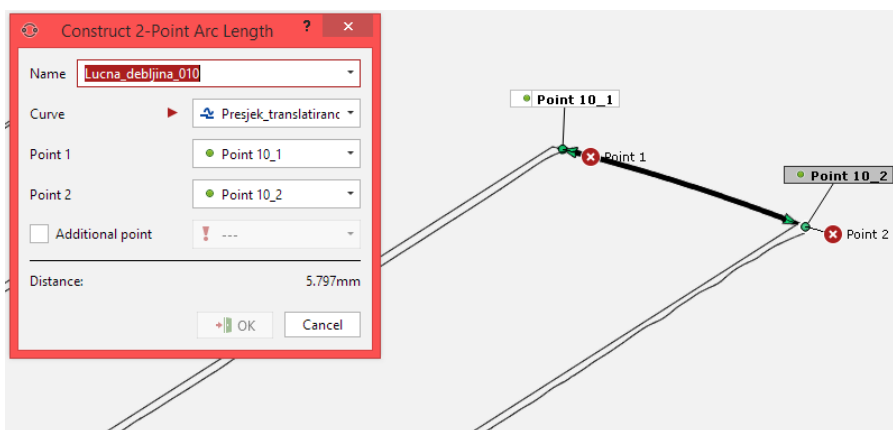 Construct 2-Point Arc Length ? ×
Name Lucna_debljina_010
Curve Presjek_translatiranc
Point 1 Point 10_1
Point 2 Point 10_2
Additional point ! ---
Distance: 5.797mm
OK Cancel
Point 10_1
Point 1
Point 10_2
Point 2